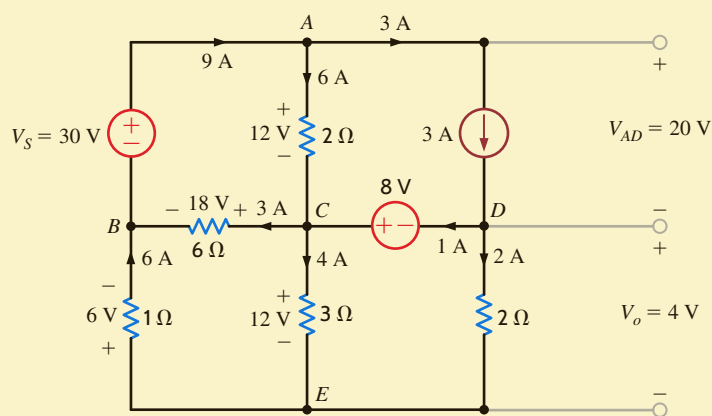 A 3 A
9 A 6 A +
+ +
V_S = 30 V + − 12 V 2 Ω 3 A V_AD = 20 V
− 8 V
− 18 V + 3 A −
B C + − D
6 Ω 1 A +
6 A 4 A 2 A
− +
6 V 1 Ω 12 V 3 Ω 2 Ω V_o = 4 V
+ −
E −